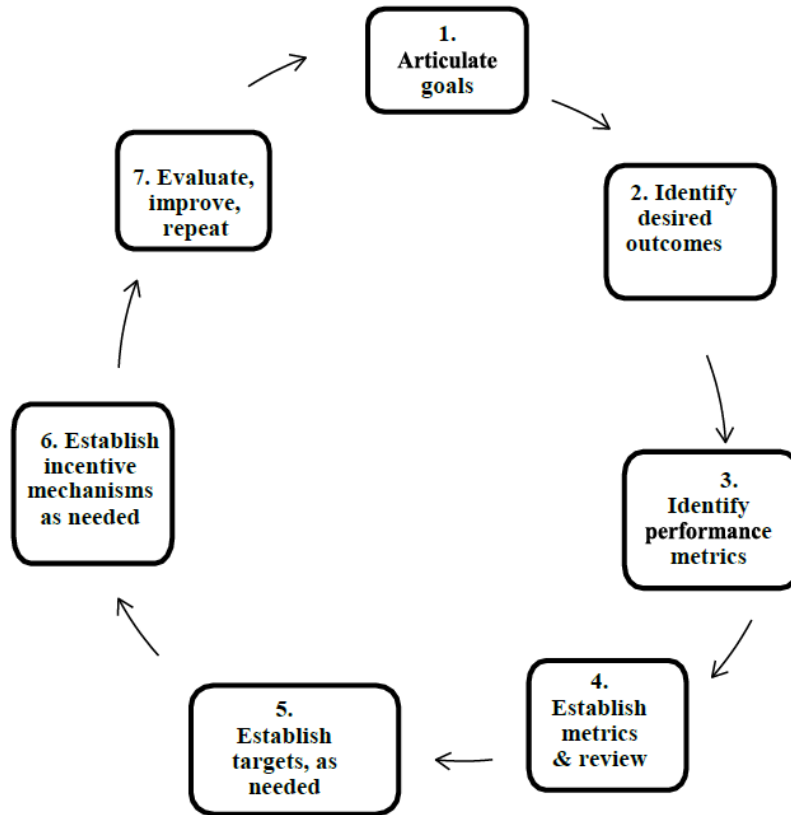 1.
Articulate
goals
2. Identify
desired
outcomes
3.
Identify
performance
metrics
4.
Establish
metrics
& review
5.
Establish
targets, as
needed
6. Establish
incentive
mechanisms
as needed
7. Evaluate,
improve,
repeat